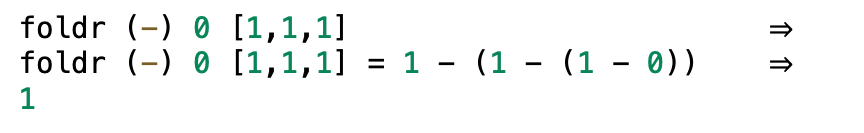 foldr (-) 0 [1,1,1] ⇒
foldr (-) 0 [1,1,1] = 1 - (1 - (1 - 0)) ⇒
1